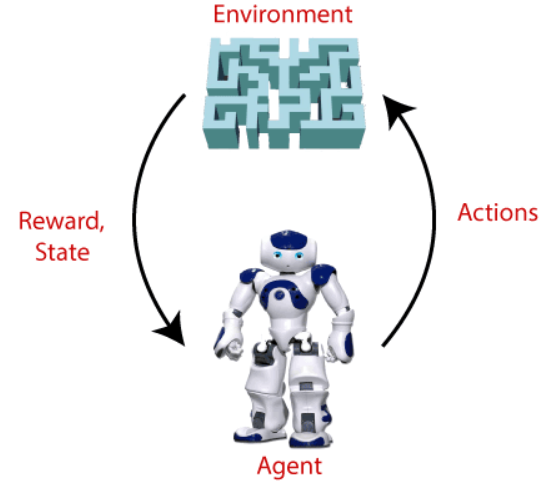 Environment
Reward,
State
Actions
Agent